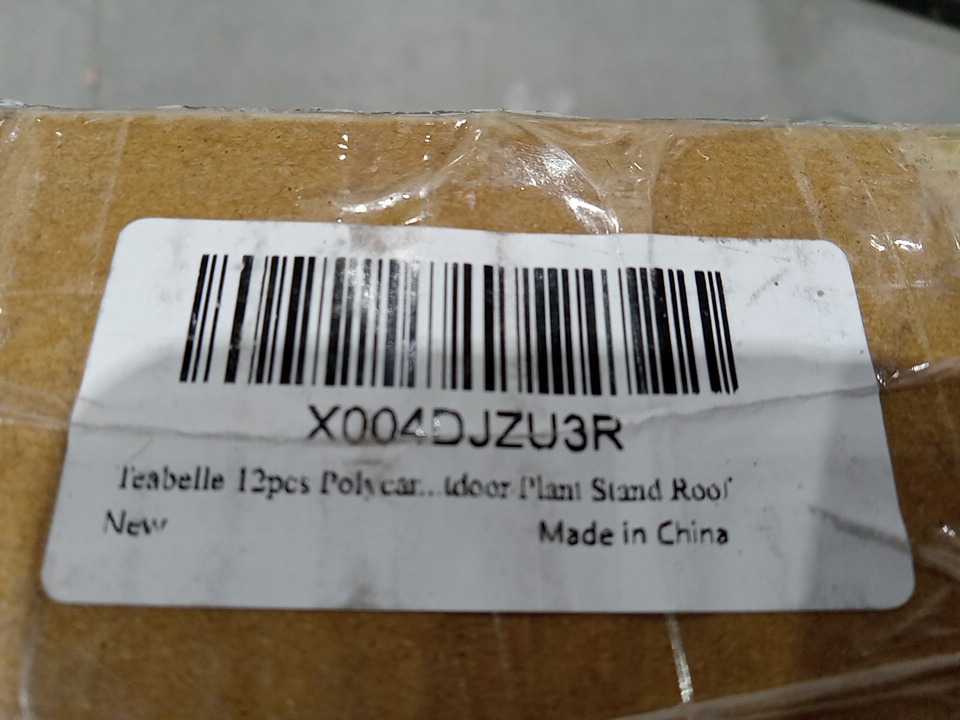 X004DJZU3R
Teabelle 12pcs Polycar...tdoor Plant Stand Roof
New
Made in China